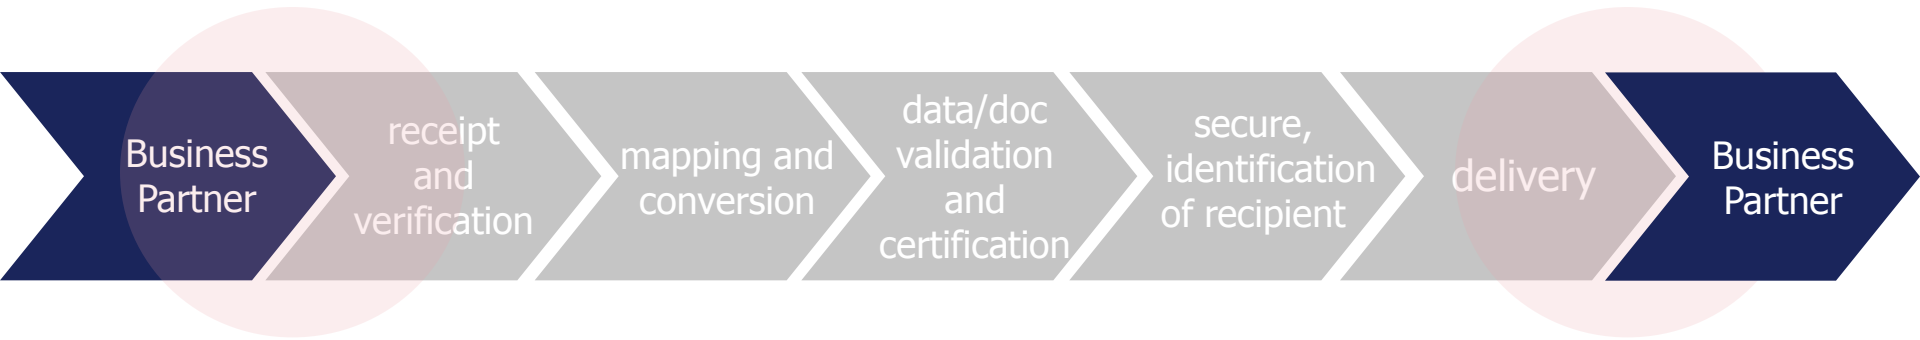 Business
Partner
receipt
and
verification
mapping and
conversion
data/doc
validation
and
certification
secure,
identification
of recipient
delivery
Business
Partner